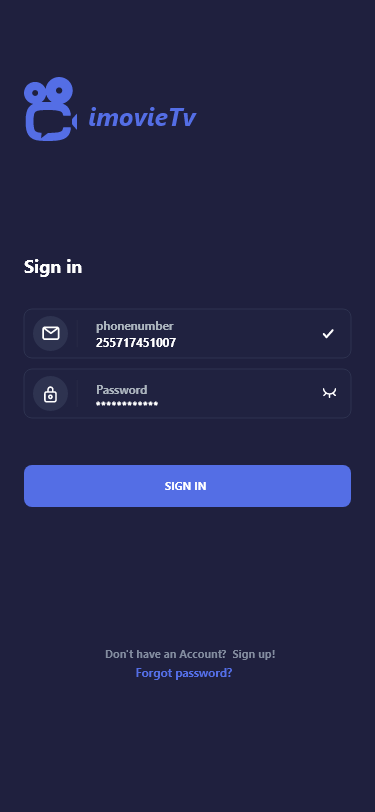 imovieTv
Sign in
phonenumber
255717451007
Password
************
SIGN IN
Don't have an Account? Sign up!
Forgot password?